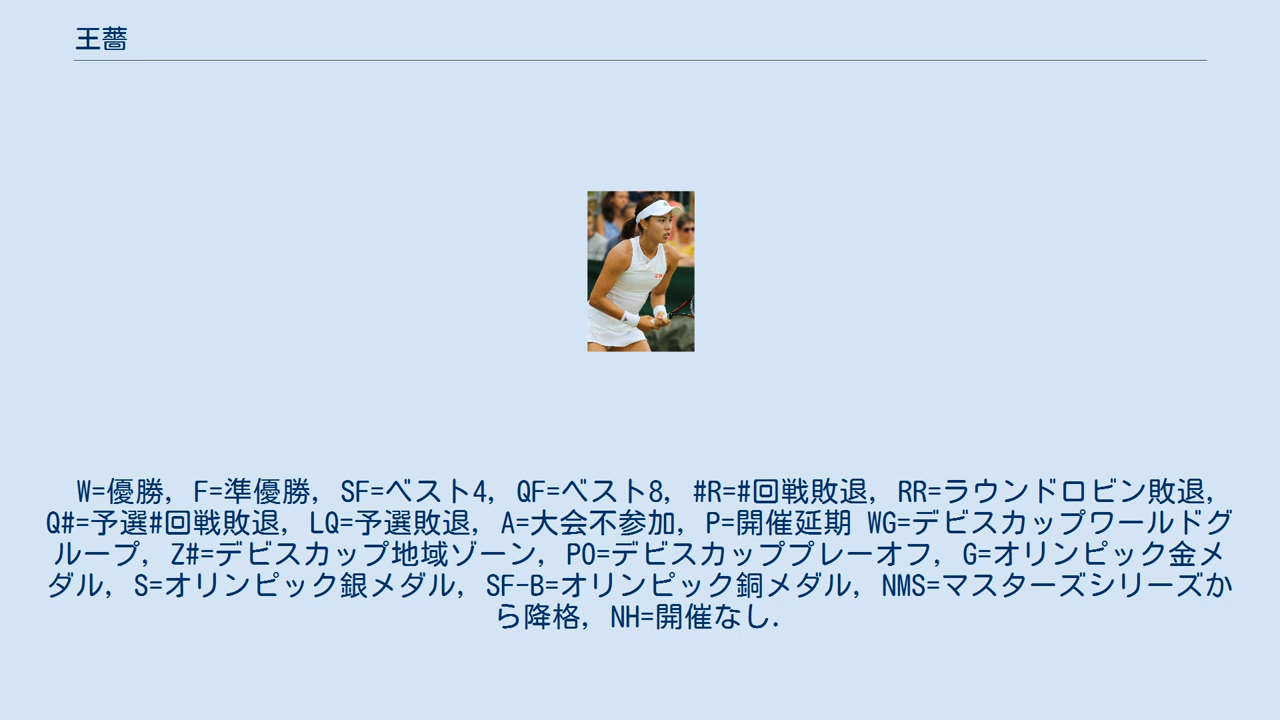 王薔
W=優勝, F=準優勝, SF=ベスト4, QF=ベスト8, #R=#回戦敗退, RR=ラウンドロビン敗退,
Q#=予選#回戦敗退, LQ=予選敗退, A=大会不参加, P=開催延期 WG=デビスカップワールドグ
ループ, Z#=デビスカップ地域ゾーン, PO=デビスカッププレーオフ, G=オリンピック金メ
ダル, S=オリンピック銀メダル, SF-B=オリンピック銅メダル, NMS=マスターズシリーズか
ら降格, NH=開催なし.